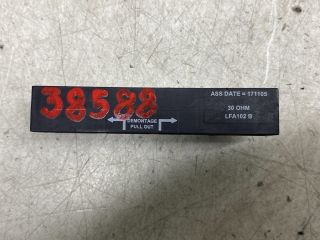 38588
ASS DATE = 171105
30 OHM
LFA102 B
DEMONTAGE
PULL OUT